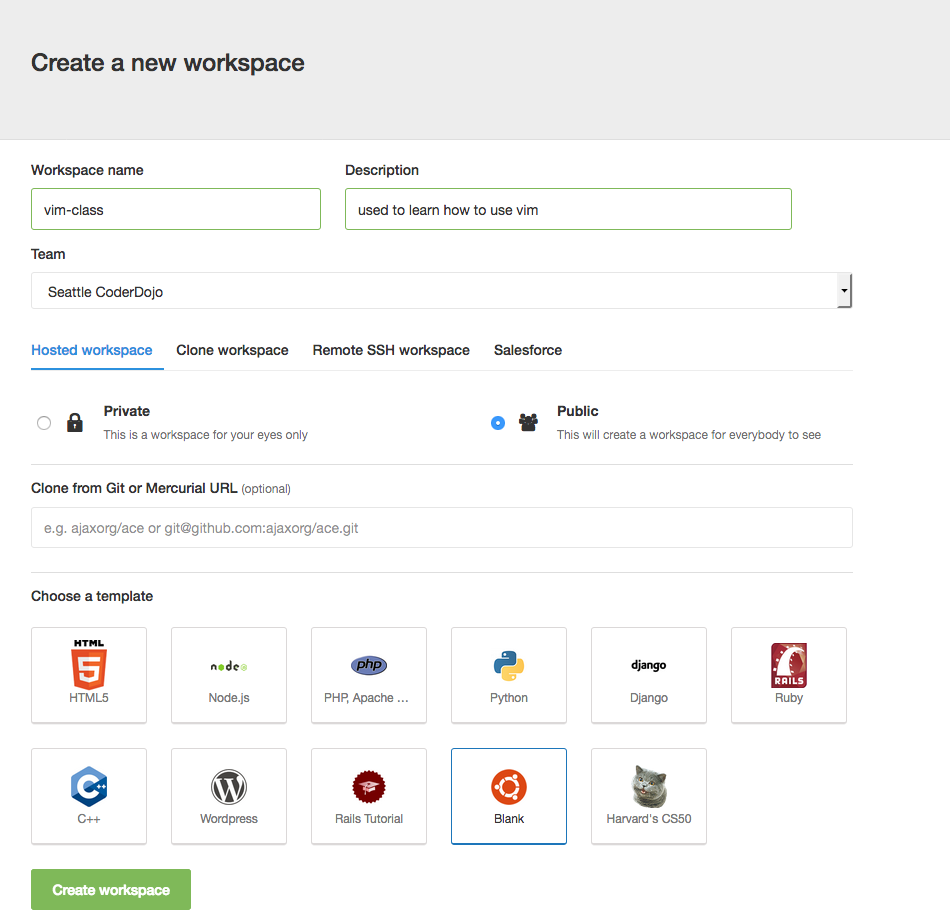 Create a new workspace
Workspace name Description
vim-class used to learn how to use vim
Team
Seattle CoderDojo
Hosted workspace Clone workspace Remote SSH workspace Salesforce
Private Public
This is a workspace for your eyes only This will create a workspace for everybody to see
Clone from Git or Mercurial URL (optional)
e.g. ajaxorg/ace or git@github.com:ajaxorg/ace.git
Choose a template
HTML 5 node php django RAILS
HTML5 Node.js PHP, Apache ... Python Django Ruby
C++ W
C++ Wordpress Rails Tutorial Blank Harvard's CS50
Create workspace